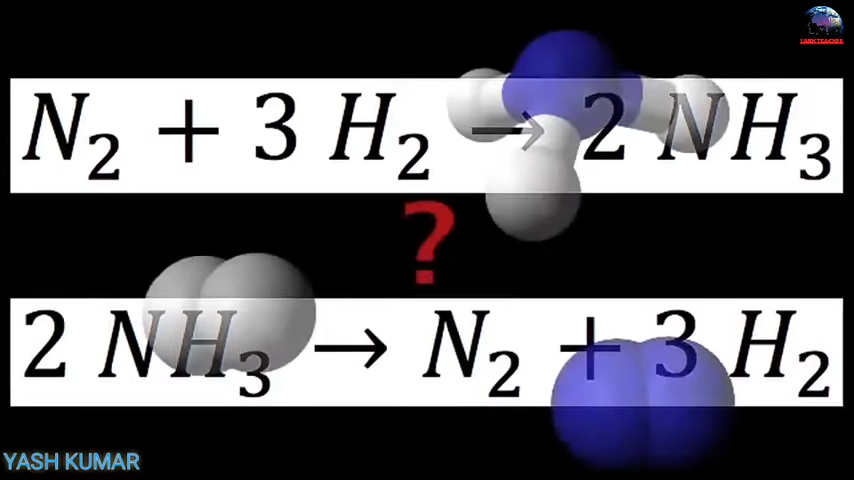 N₂ + 3 H₂ → 2 NH₃
?
2 NH₃ → N₂ + 3 H₂
YASH KUMAR